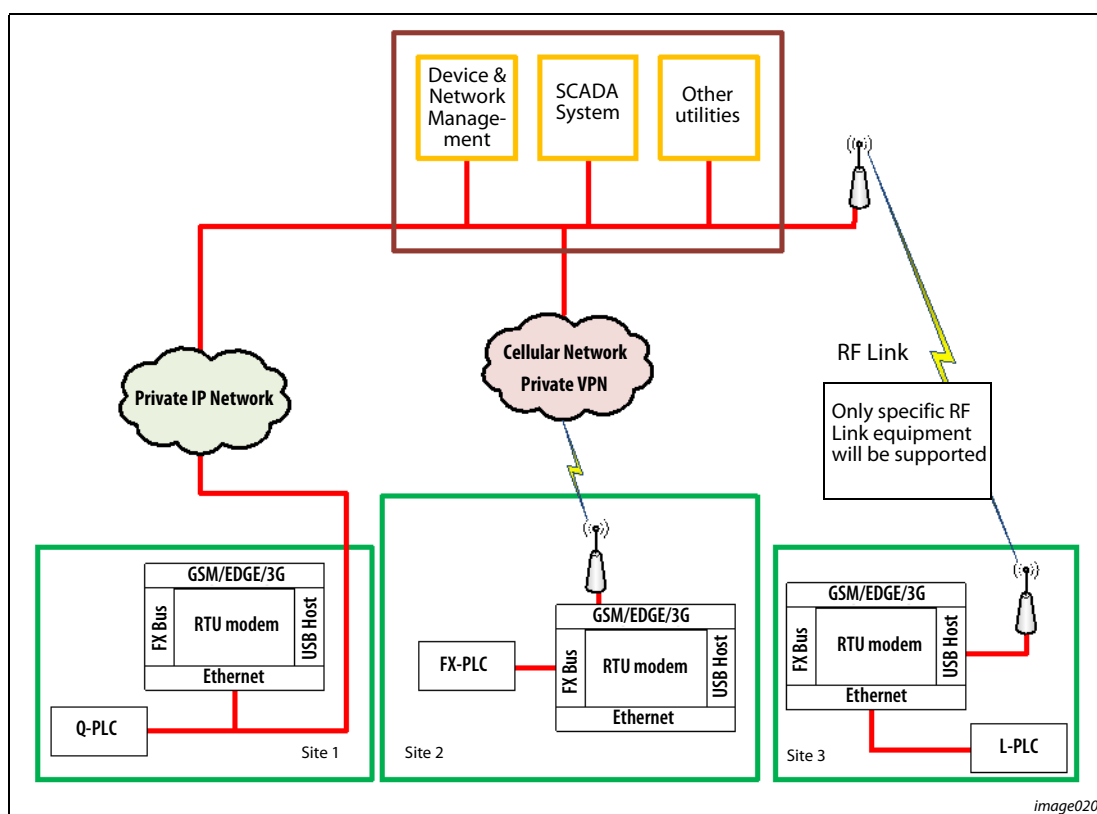 Device &
Network
Manage-
ment
SCADA
System
Other
utilities
Private IP Network
Cellular Network
Private VPN
RF Link
Only specific RF
Link equipment
will be supported
GSM/EDGE/3G
FX Bus
RTU modem
USB Host
Ethernet
Q-PLC
Site 1
GSM/EDGE/3G
FX-PLC
FX Bus
RTU modem
USB Host
Ethernet
Site 2
GSM/EDGE/3G
FX Bus
RTU modem
USB Host
Ethernet
L-PLC
Site 3
image020